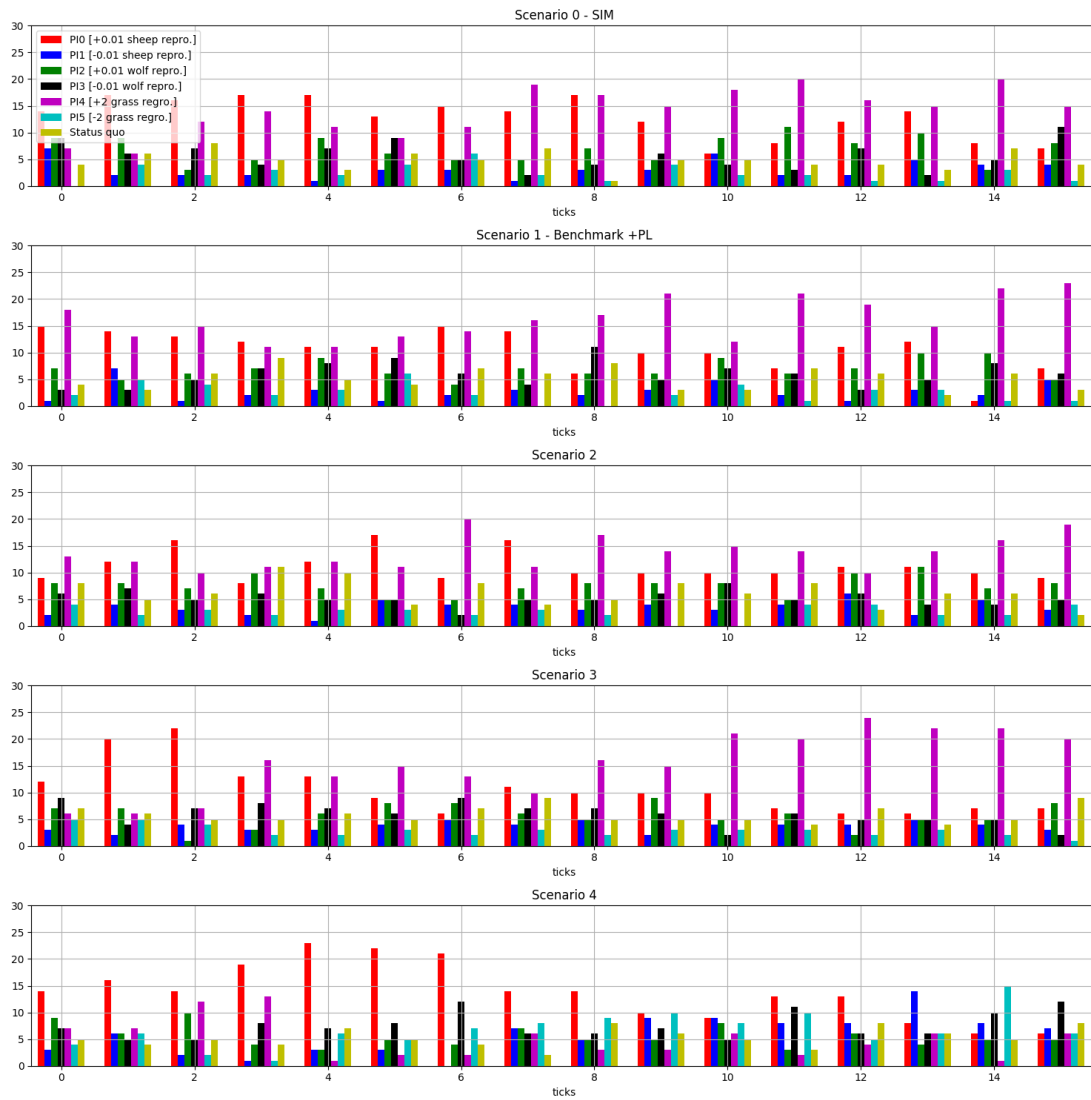 Scenario 0 - SIM
30
25
20
15
10
5
0
PI0 [+0.01 sheep repro.]
PI1 [-0.01 sheep repro.]
PI2 [+0.01 wolf repro.]
PI3 [-0.01 wolf repro.]
PI4 [+2 grass regro.]
PI5 [-2 grass regro.]
Status quo
0 2 4 6 8 10 12 14
ticks
Scenario 1 - Benchmark +PL
30
25
20
15
10
5
0
0 2 4 6 8 10 12 14
ticks
Scenario 2
30
25
20
15
10
5
0
0 2 4 6 8 10 12 14
ticks
Scenario 3
30
25
20
15
10
5
0
0 2 4 6 8 10 12 14
ticks
Scenario 4
30
25
20
15
10
5
0
0 2 4 6 8 10 12 14
ticks